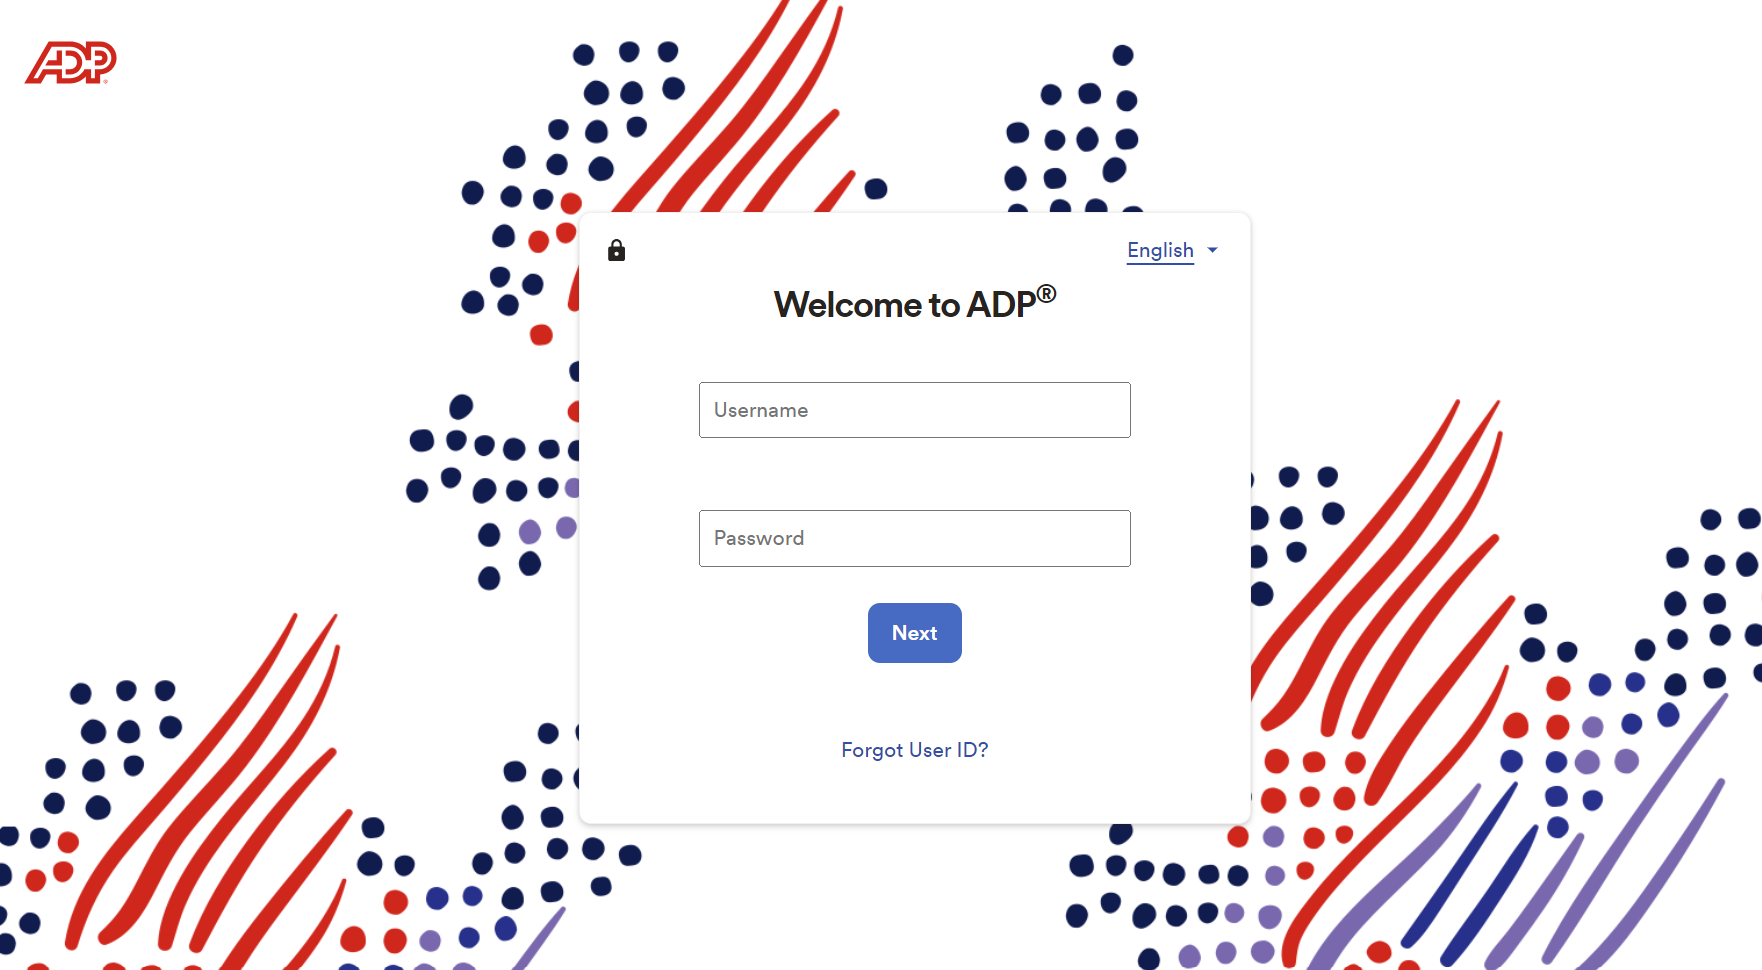 ADP
English
Welcome to ADP®
Username
Password
Next
Forgot User ID?